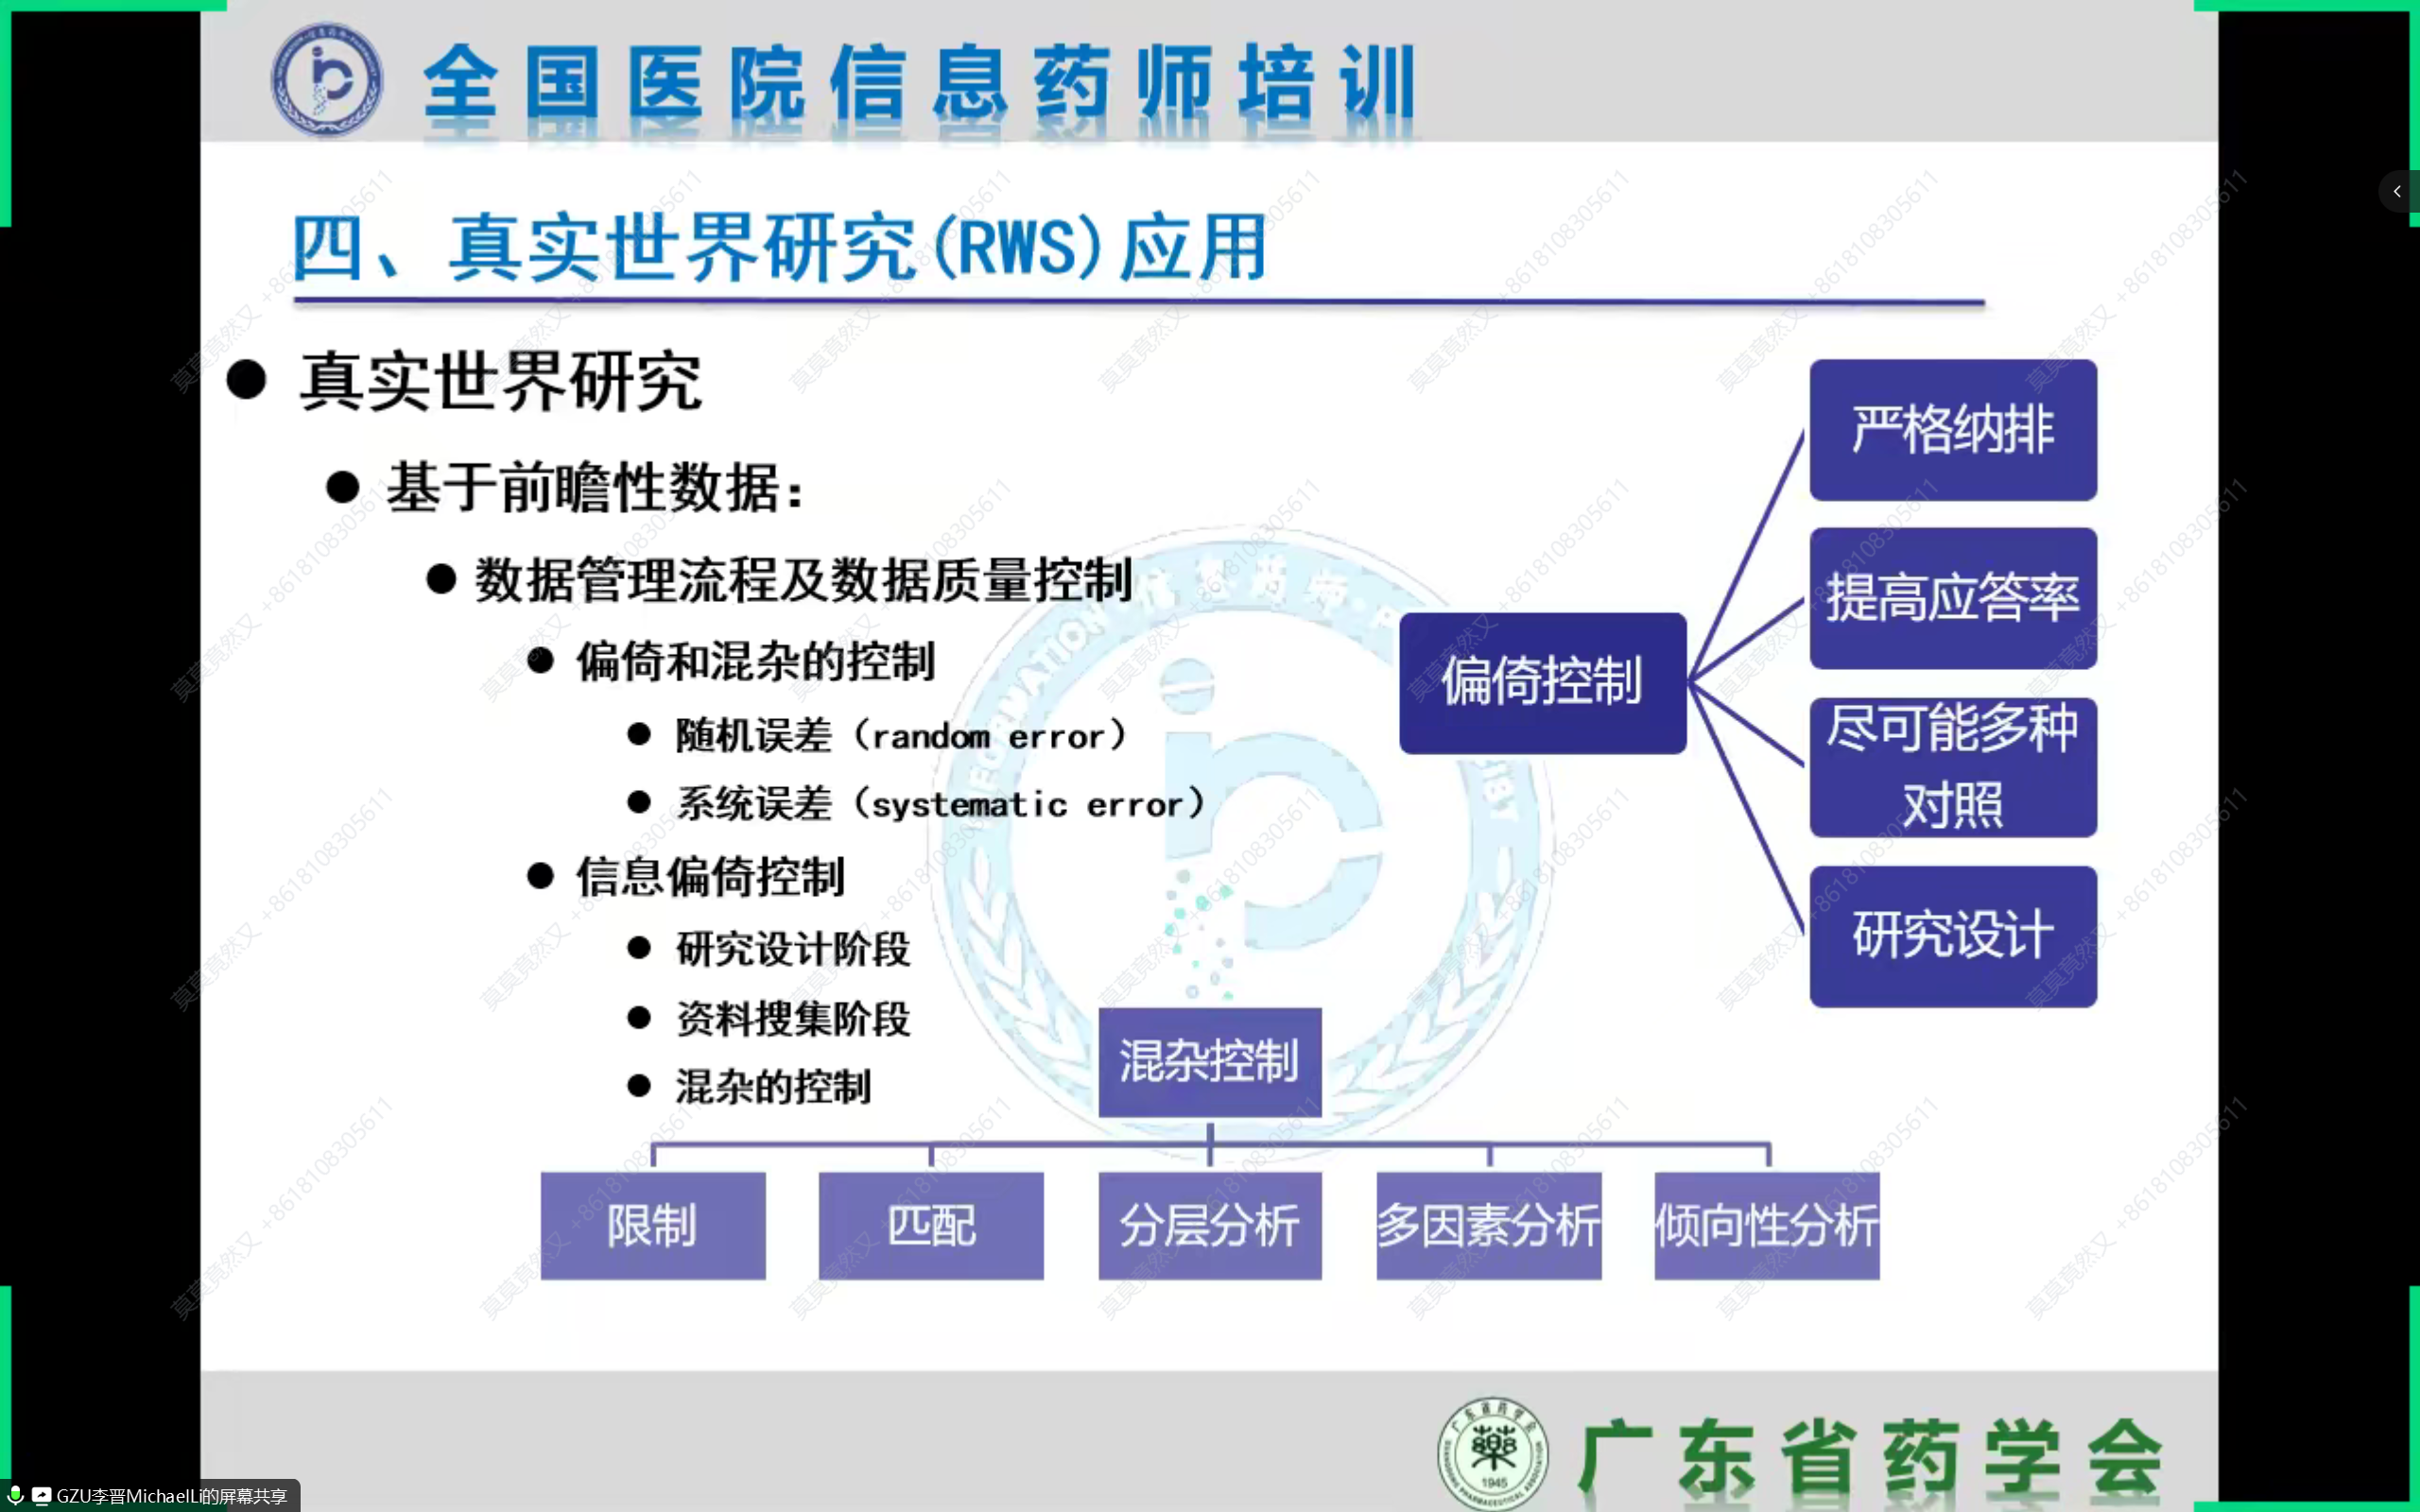 全国医院信息药师培训
四、真实世界研究(RWS)应用
真实世界研究
基于前瞻性数据：
数据管理流程及数据质量控制
偏倚和混杂的控制
随机误差（random error）
系统误差（systematic error）
信息偏倚控制
研究设计阶段
资料搜集阶段
混杂的控制
偏倚控制
严格纳排
提高应答率
尽可能多种
对照
研究设计
混杂控制
限制
匹配
分层分析
多因素分析
倾向性分析
广东省药学会
1945
GZU李晋MichaelLi的屏幕共享
莫莫竟然又 +8618108305611